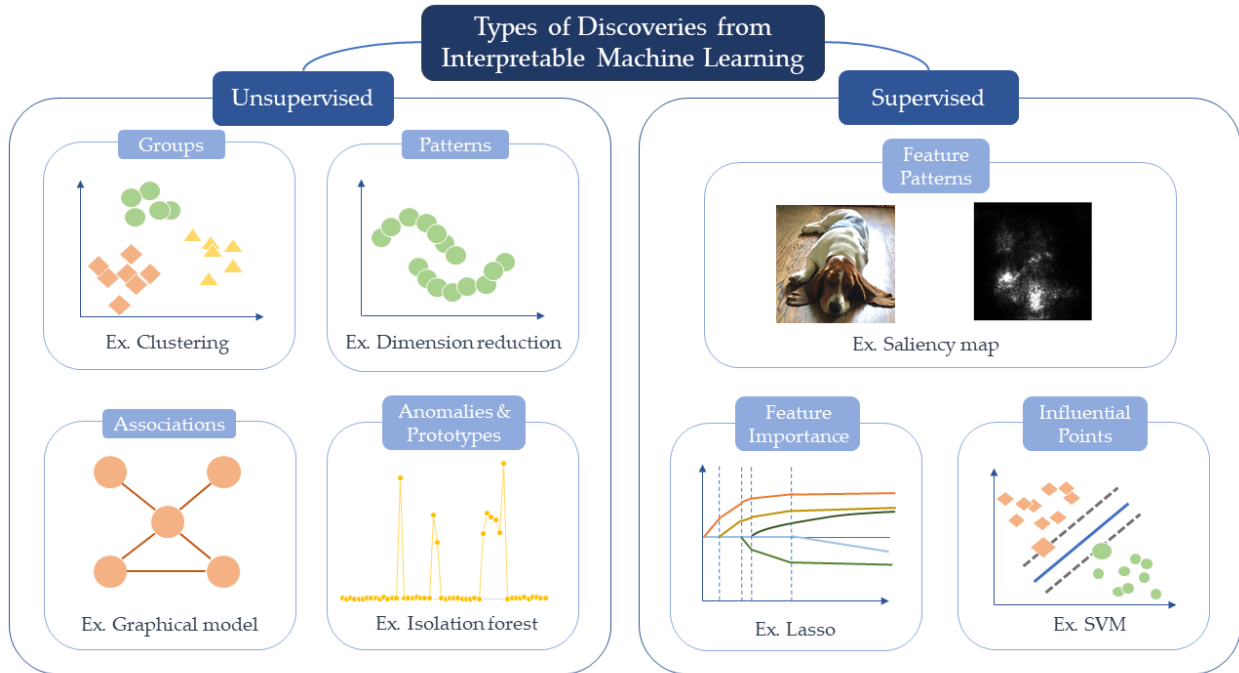 Types of Discoveries from
Interpretable Machine Learning
Unsupervised
Groups
Ex. Clustering
Patterns
Ex. Dimension reduction
Associations
Ex. Graphical model
Anomalies &
Prototypes
Ex. Isolation forest
Supervised
Feature
Patterns
Ex. Saliency map
Feature
Importance
Ex. Lasso
Influential
Points
Ex. SVM